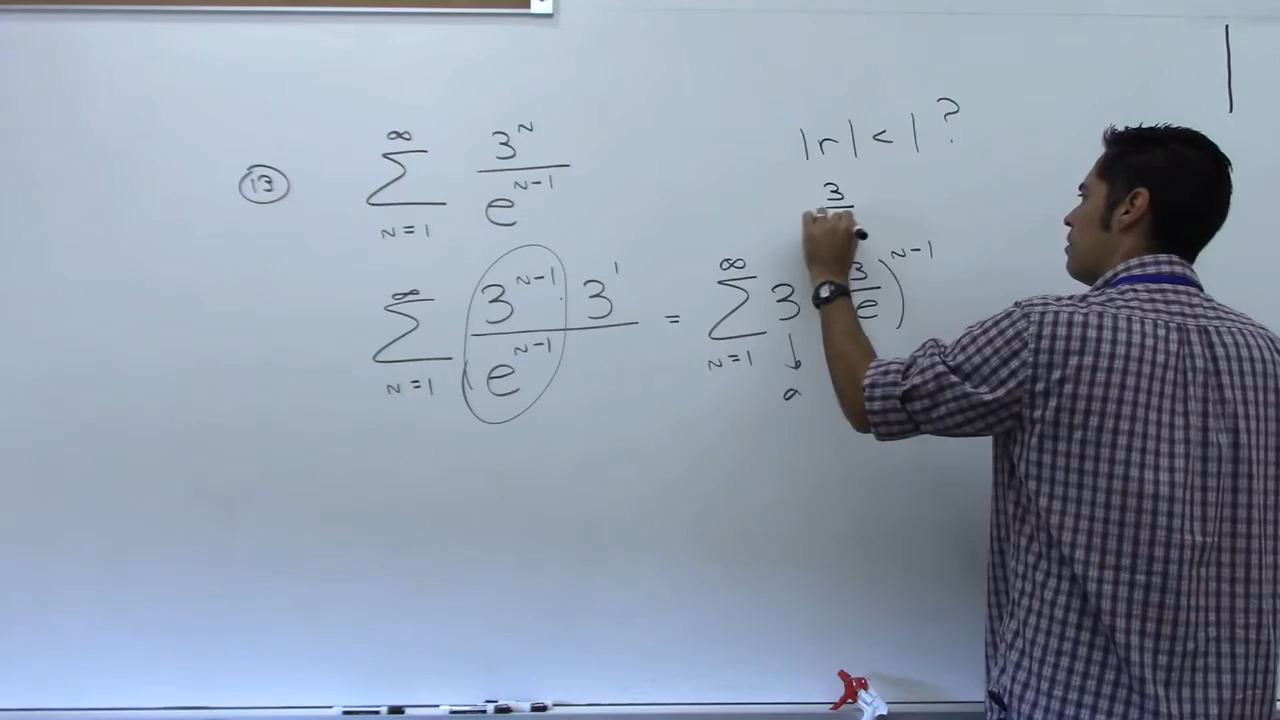 13 ∞ Σ n=1 3^n / e^(n-1)
|r| < 1 ?
3
∞ Σ n=1 3^(n-1) · 3^1 / e^(n-1) = ∞ Σ n=1 3 (3/e)^(n-1)
↓
a